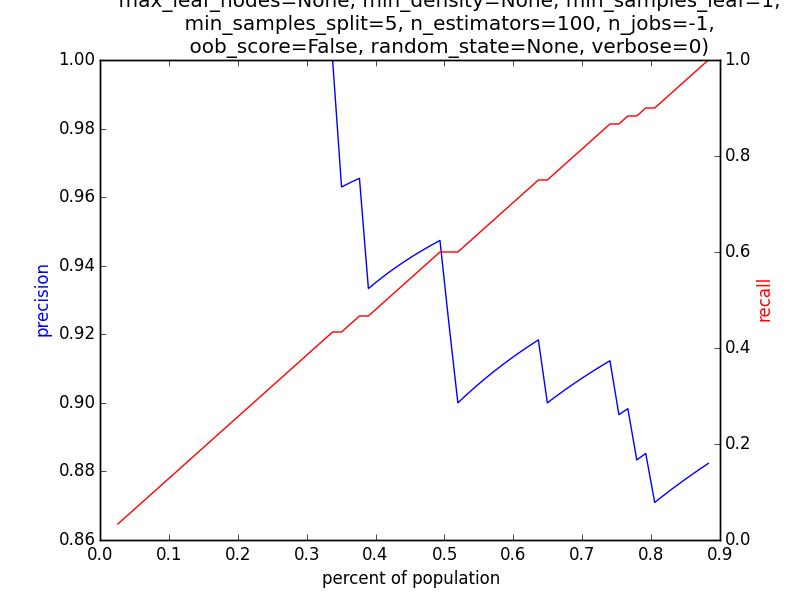 max_leaf_nodes=None, min_density=None, min_samples_leaf=1,
min_samples_split=5, n_estimators=100, n_jobs=-1,
oob_score=False, random_state=None, verbose=0)
1.00
0.98
0.96
0.94
0.92
0.90
0.88
0.86
precision
1.0
0.8
0.6
0.4
0.2
0.0
recall
0.0 0.1 0.2 0.3 0.4 0.5 0.6 0.7 0.8 0.9
percent of population